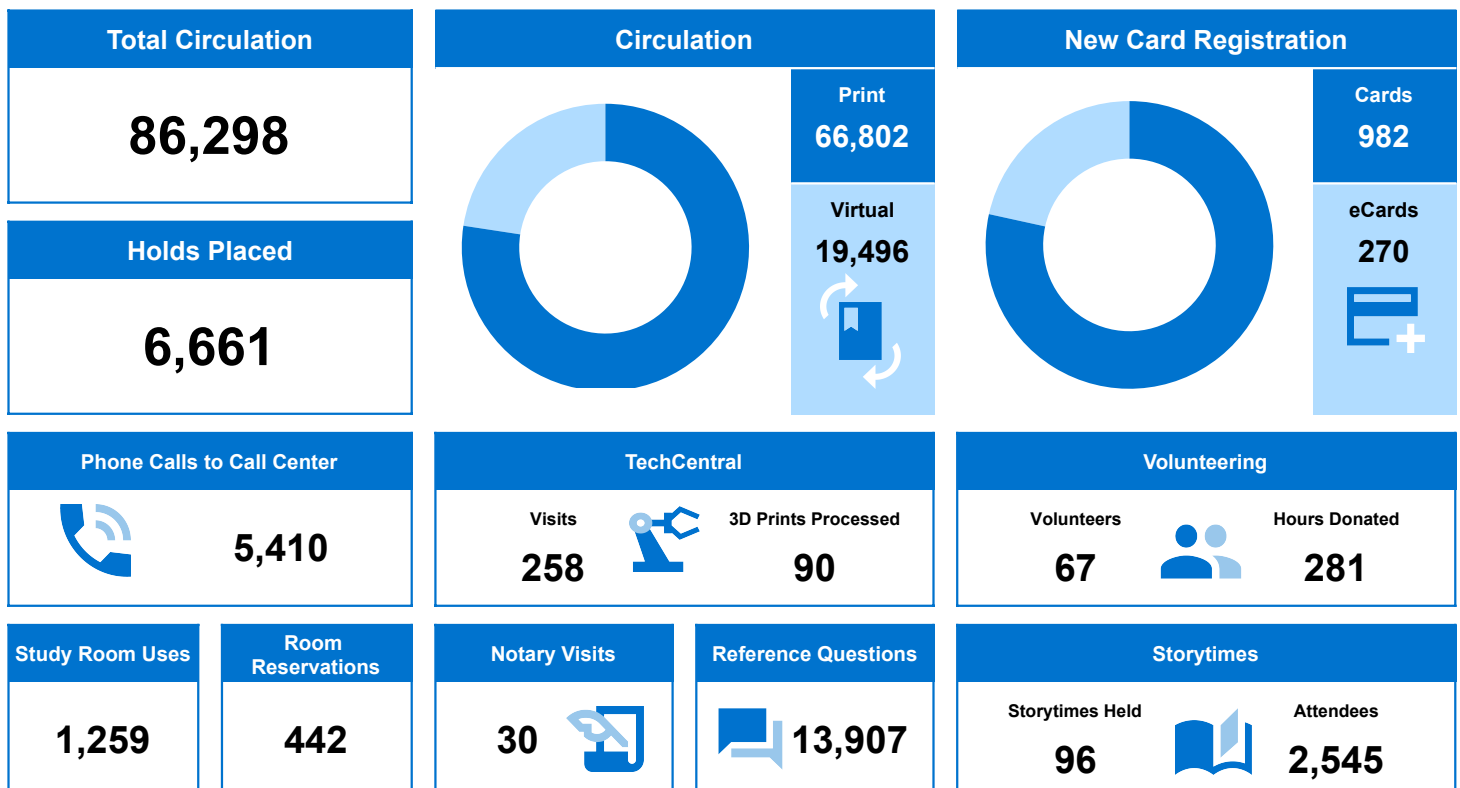 Total Circulation
86,298
Holds Placed
6,661
Circulation
Print
66,802
Virtual
19,496
New Card Registration
Cards
982
eCards
270
Phone Calls to Call Center
5,410
TechCentral
Visits
258
3D Prints Processed
90
Volunteering
Volunteers
67
Hours Donated
281
Study Room Uses
1,259
Room
Reservations
442
Notary Visits
30
Reference Questions
13,907
Storytimes
Storytimes Held
96
Attendees
2,545